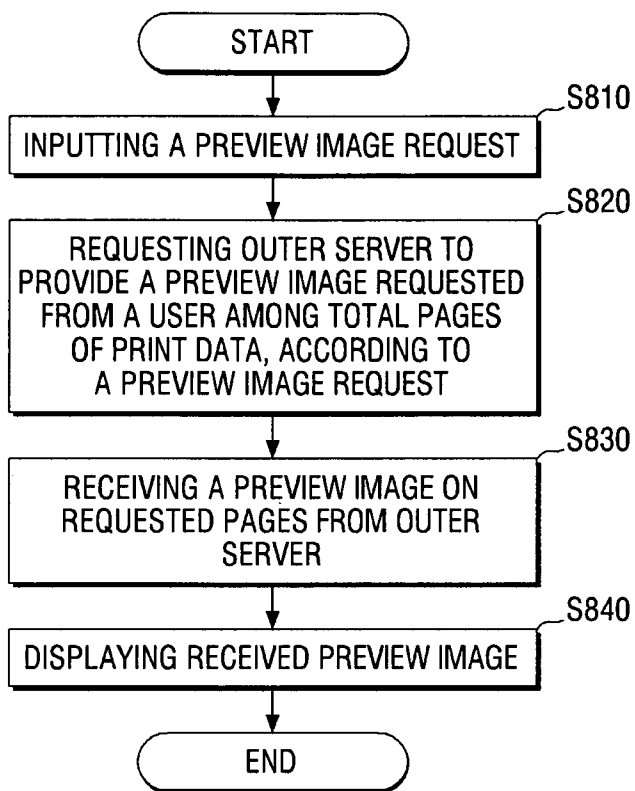 START
S810
INPUTTING A PREVIEW IMAGE REQUEST
S820
REQUESTING OUTER SERVER TO
PROVIDE A PREVIEW IMAGE REQUESTED
FROM A USER AMONG TOTAL PAGES
OF PRINT DATA, ACCORDING TO
A PREVIEW IMAGE REQUEST
S830
RECEIVING A PREVIEW IMAGE ON
REQUESTED PAGES FROM OUTER
SERVER
S840
DISPLAYING RECEIVED PREVIEW IMAGE
END